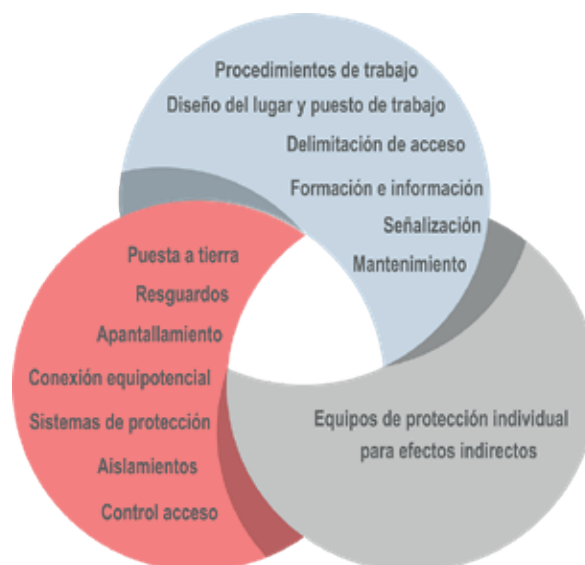 Procedimientos de trabajo
Diseño del lugar y puesto de trabajo
Delimitación de acceso
Formación e información
Señalización
Mantenimiento
Puesta a tierra
Resguardos
Apantallamiento
Conexión equipotencial
Sistemas de protección
Aislamientos
Control acceso
Equipos de protección individual
para efectos indirectos